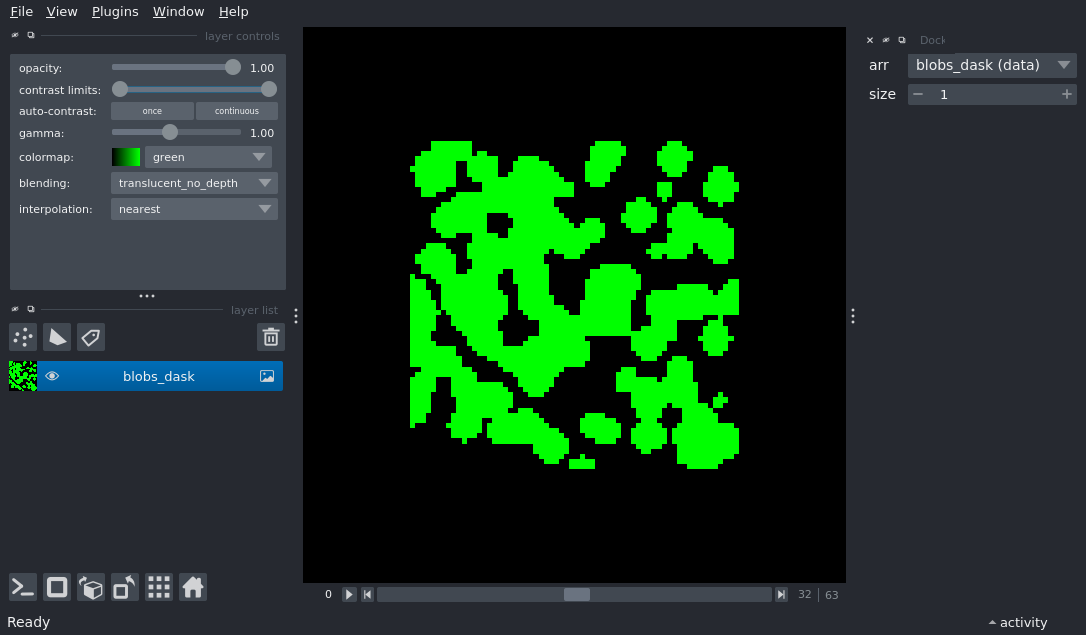 File View Plugins Window Help
layer controls
opacity: 1.00
contrast limits:
auto-contrast: once continuous
gamma: 1.00
colormap: green
blending: translucent_no_depth
interpolation: nearest
layer list
blobs_dask
Dock
arr blobs_dask (data)
size 1
0 32 63
Ready
activity